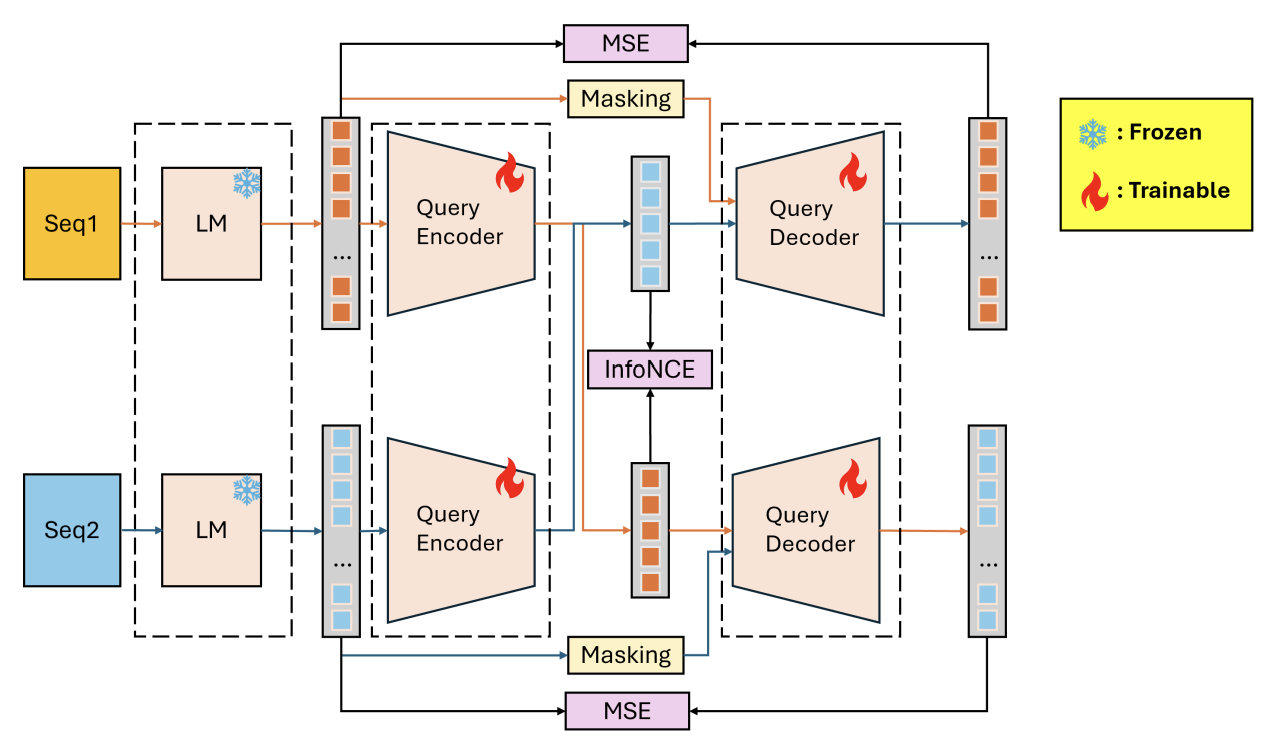 MSE
Masking
: Frozen
: Trainable
Seq1
LM
Query
Encoder
Query
Decoder
...
...
InfoNCE
Seq2
LM
Query
Encoder
Query
Decoder
...
...
Masking
MSE